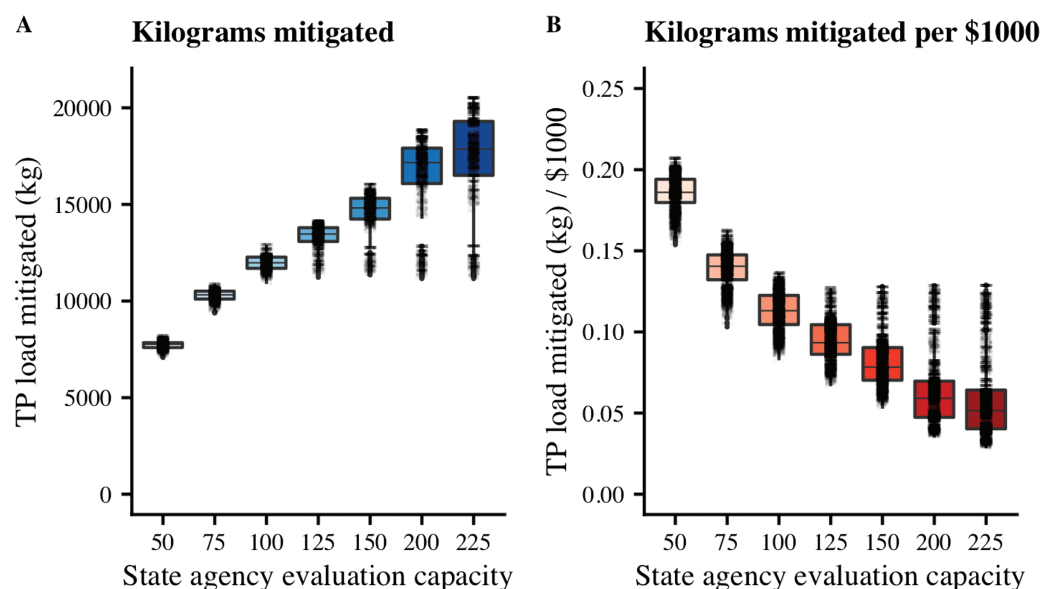 A
Kilograms mitigated
TP load mitigated (kg)
20000
15000
10000
5000
0
50 75 100 125 150 200 225
State agency evaluation capacity
B
Kilograms mitigated per $1000
TP load mitigated (kg) / $1000
0.25
0.20
0.15
0.10
0.05
0.00
50 75 100 125 150 200 225
State agency evaluation capacity